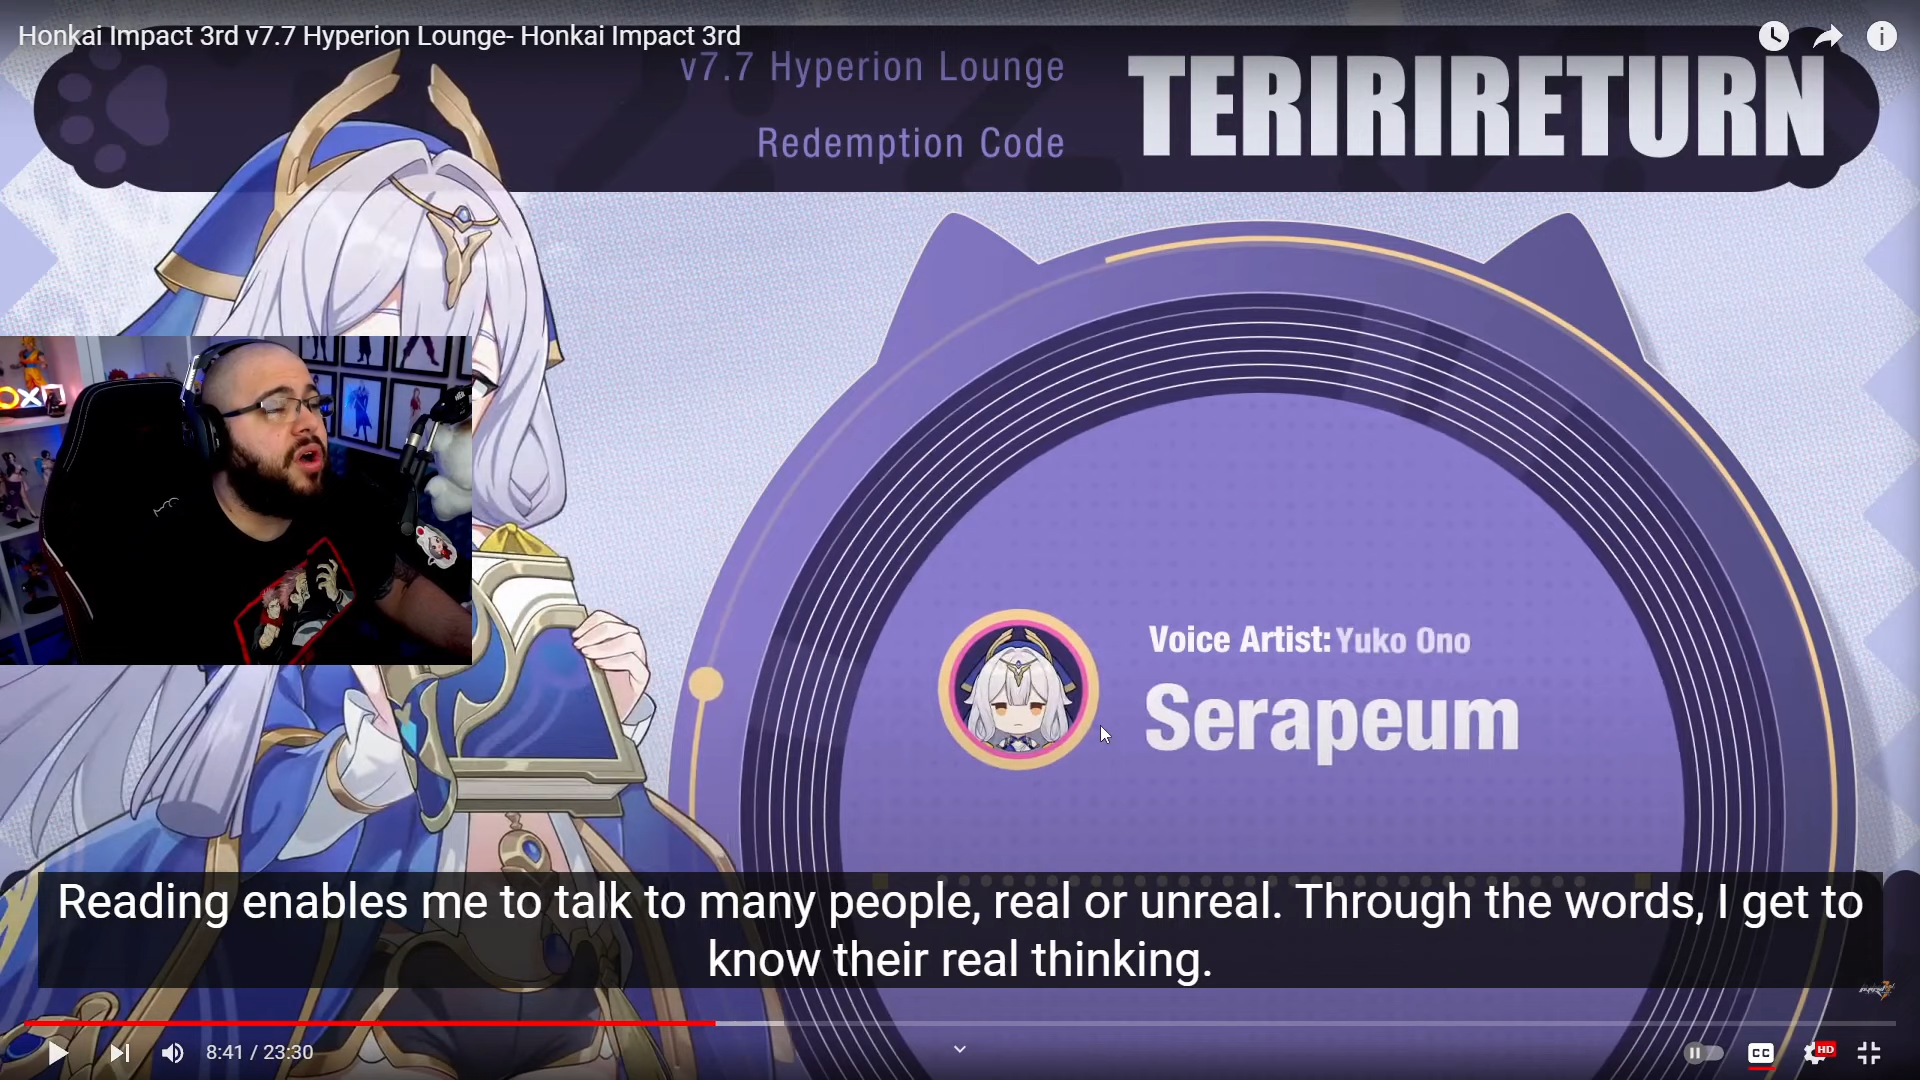 Honkai Impact 3rd v7.7 Hyperion Lounge- Honkai Impact 3rd
v7.7 Hyperion Lounge
Redemption Code
TERIRIRETURN
Voice Artist: Yuko Ono
Serapeum
Reading enables me to talk to many people, real or unreal. Through the words, I get to
know their real thinking.
8:41 / 23:30
CC
HD